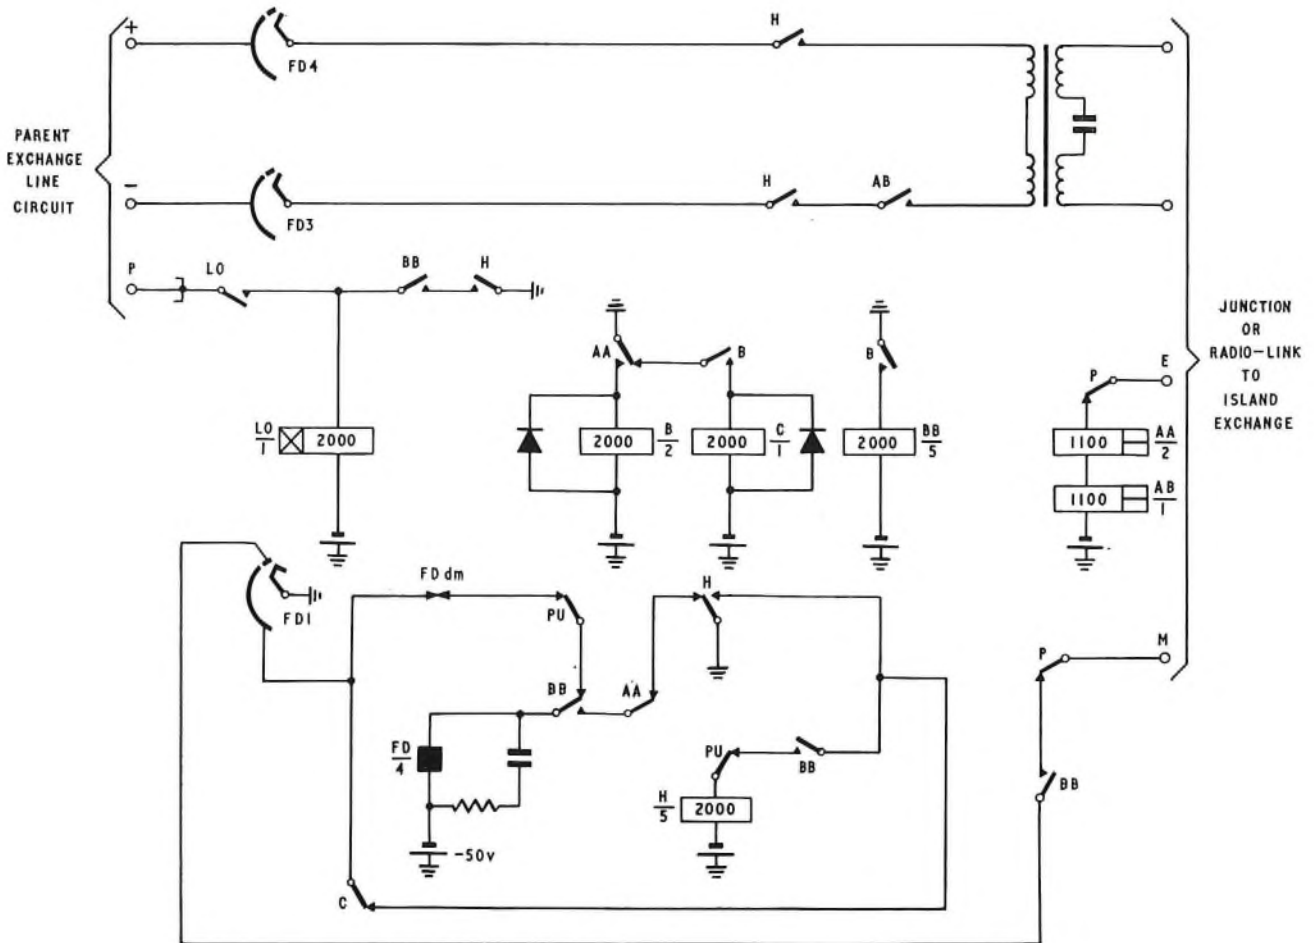 +
H
FD4
PARENT
EXCHANGE
LINE
CIRCUIT
−
H
AB
FD3
P
LO
BB
H
JUNCTION
OR
RADIO-LINK
TO
ISLAND
EXCHANGE
AA
B
B
P
E
LO
1
2000
2000
B
2
2000
C
1
2000
BB
5
1100
AA
2
1100
AB
1
FD1
FD dm
PU
H
P
M
BB
AA
FD
4
PU
BB
BB
H
5
2000
-50v
C